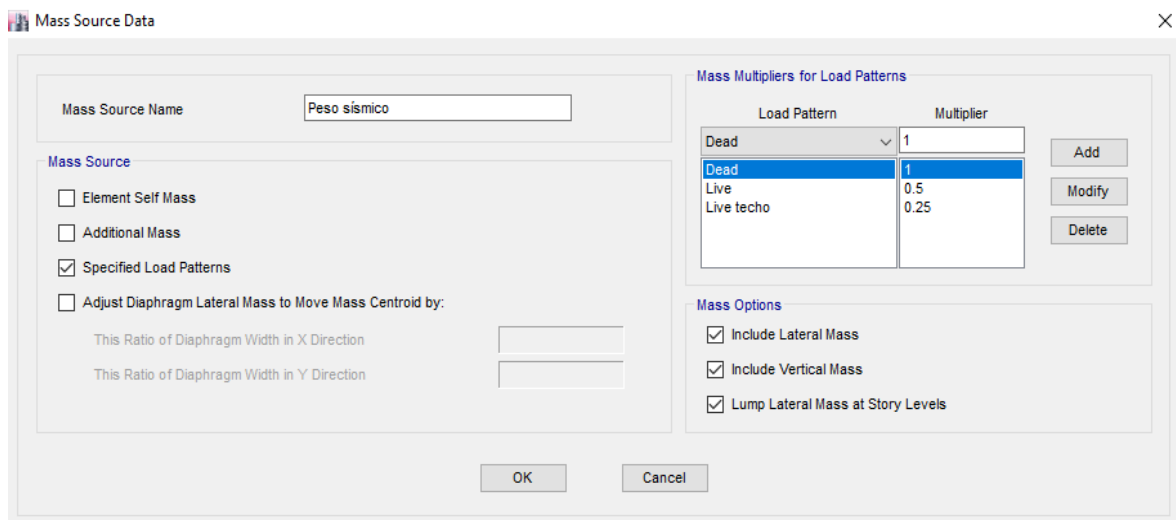 Mass Source Data
Mass Source Name
Peso sísmico
Mass Source
Element Self Mass
Additional Mass
Specified Load Patterns
Adjust Diaphragm Lateral Mass to Move Mass Centroid by:
This Ratio of Diaphragm Width in X Direction
This Ratio of Diaphragm Width in Y Direction
Mass Multipliers for Load Patterns
Load Pattern Multiplier
Dead 1
Dead 1
Live 0.5
Live techo 0.25
Add
Modify
Delete
Mass Options
Include Lateral Mass
Include Vertical Mass
Lump Lateral Mass at Story Levels
OK Cancel